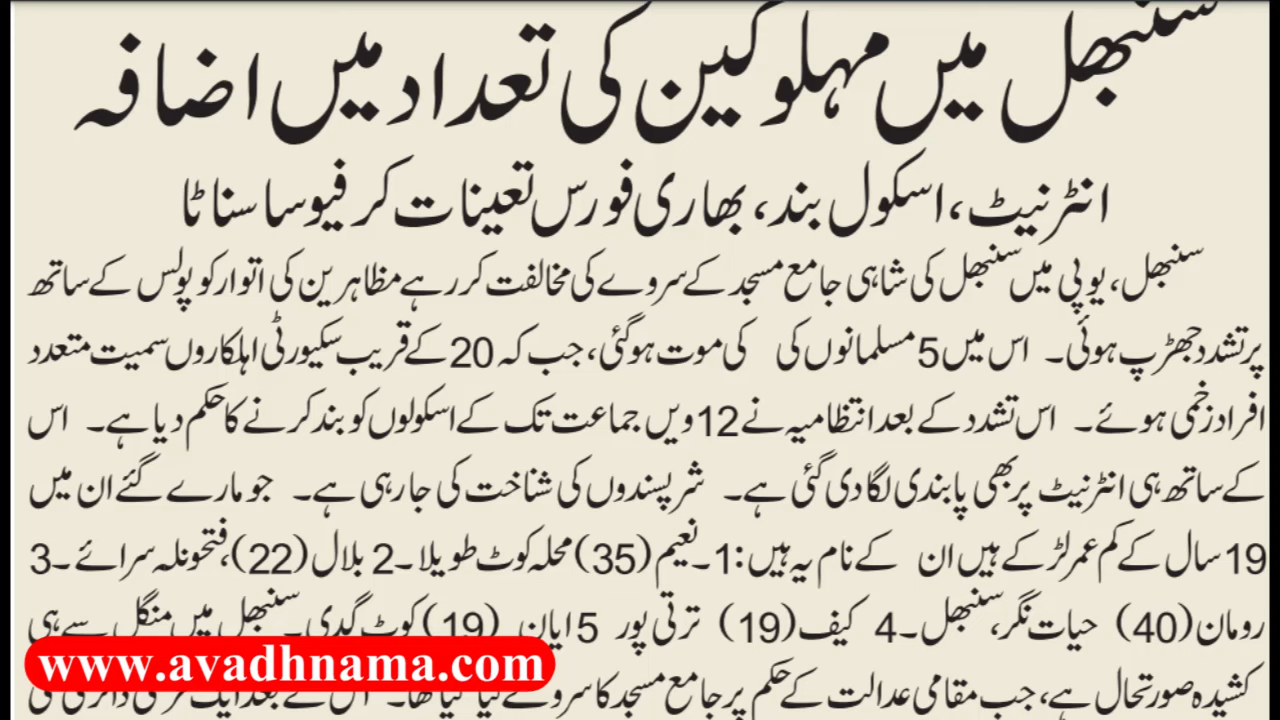 سنبھل میں مہلوکین کی تعداد میں اضافہ
انٹرنیٹ، اسکول بند، بھاری فورس تعینات کرفیو سا سناٹا
سنبھل، یوپی میں سنبھل کی شاہی جامع مسجد کے سروے کی مخالفت کر رہے مظاہرین کی اتوار کو پولس کے ساتھ
پرتشدد جھڑپ ہوئی۔ اس میں 5 مسلمانوں کی کی موت ہوگئی، جب کہ 20 کے قریب سکیورٹی اہلکاروں سمیت متعدد
افراد زخمی ہوئے۔ اس تشدد کے بعد انتظامیہ نے 12 ویں جماعت تک کے اسکولوں کو بند کرنے کا حکم دیا ہے۔ اس
کے ساتھ ہی انٹرنیٹ پر بھی پابندی لگا دی گئی ہے۔ شرپسندوں کی شناخت کی جارہی ہے۔ جو مارے گئے ان میں
19 سال کے کم عمر لڑکے ہیں ان کے نام یہ ہیں: 1۔ نعیم (35) محلہ کوٹ طویلا۔ 2 بلال (22)، فتحونلہ سرائے۔ 3
رومان (40) حیات نگر، سنبھل۔ 4 کیف (19) ترتی پور 5 ایان (19) کوٹ گدی۔ سنبھل میں منگل سے ہی
کشیدہ صورتحال ہے، جب مقامی عدالت کے حکم پر جامع مسجد کا سروے کیا گیا تھا۔ اس کے بعد ایک
www.avadhnama.com